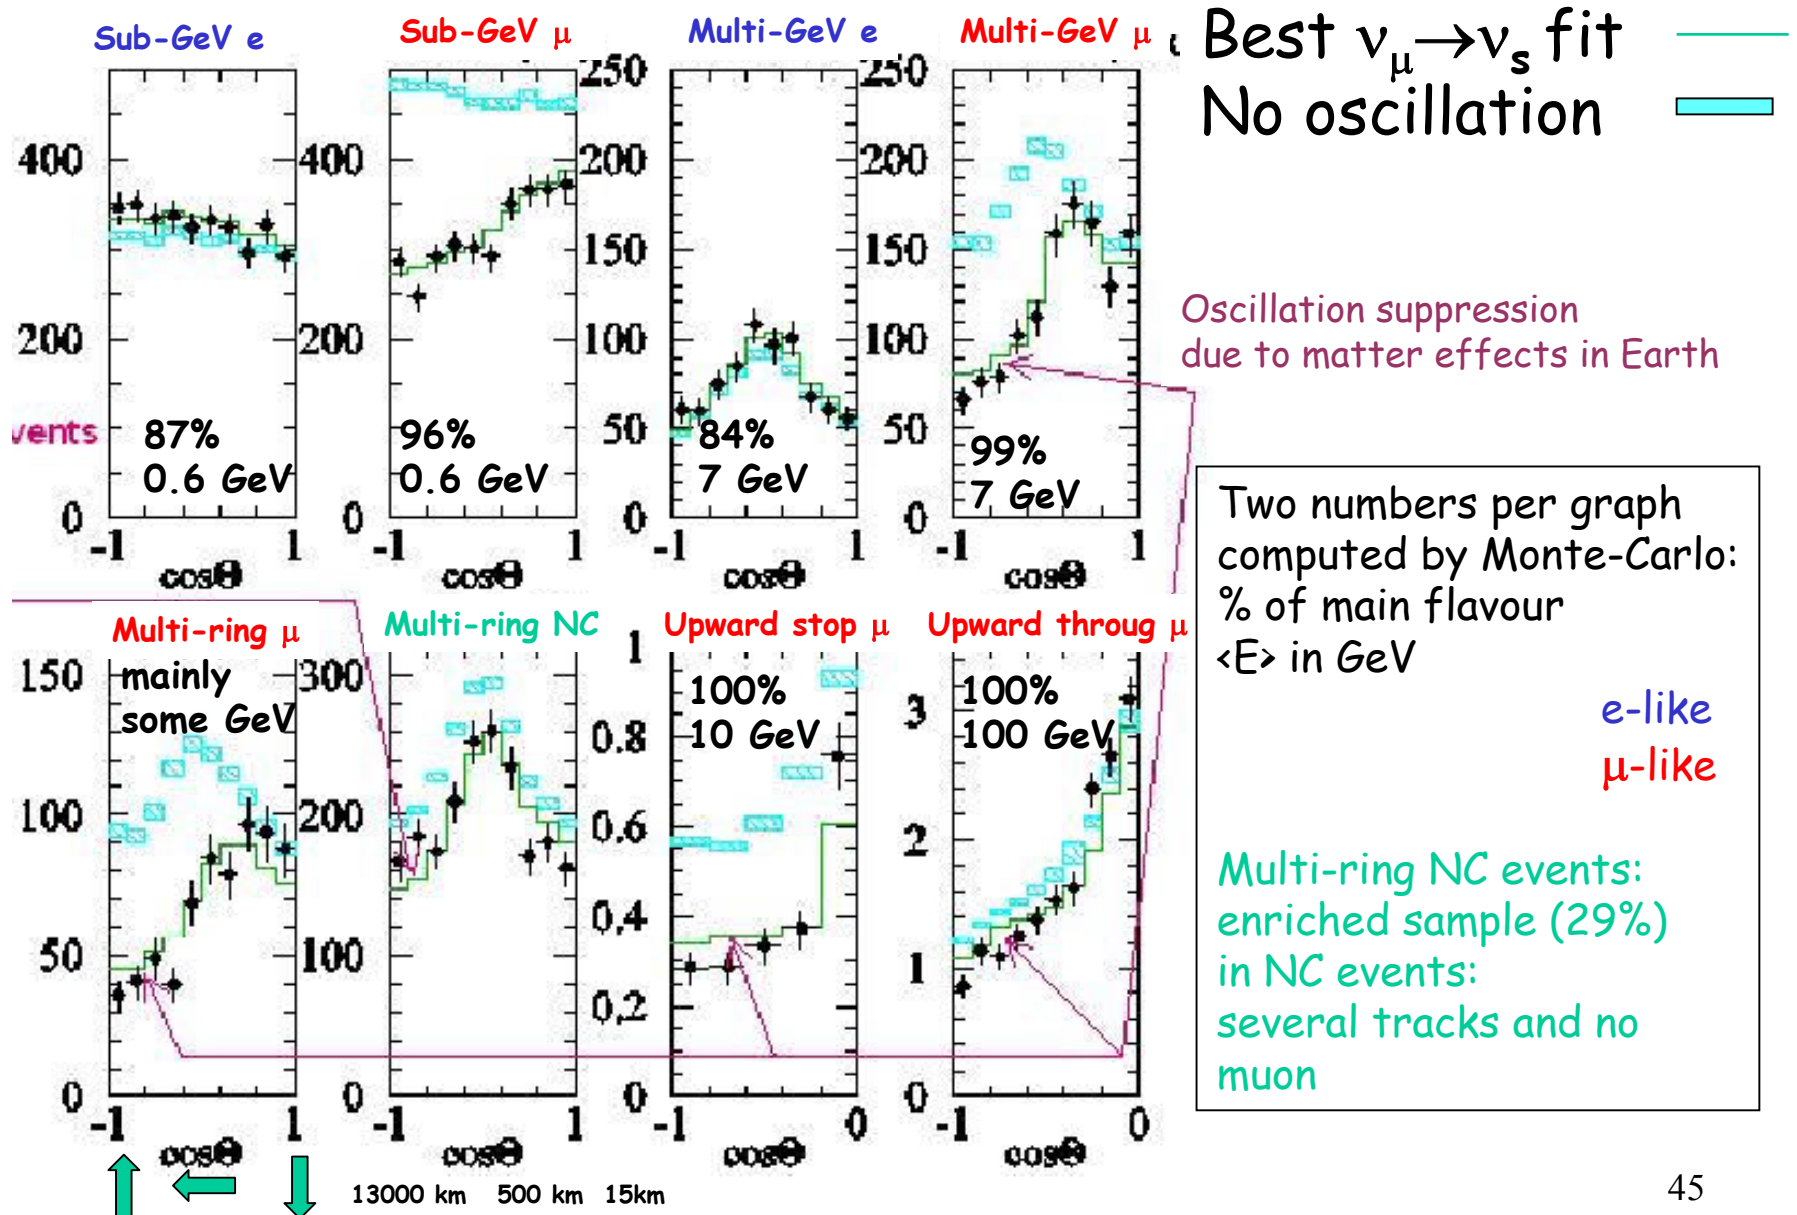 Sub-GeV e
Sub-GeV μ
Multi-GeV e
Multi-GeV μ
Best νμ→νs fit
No oscillation
400
200
0
400
200
0
250
200
150
100
50
0
250
200
150
100
50
0
vents
87%
0.6 GeV
96%
0.6 GeV
84%
7 GeV
99%
7 GeV
-1 1
-1 1
-1 1
-1 1
cosΘ
cosΘ
cosΘ
cosΘ
Oscillation suppression
due to matter effects in Earth
Two numbers per graph
computed by Monte-Carlo:
% of main flavour
<E> in GeV
e-like
μ-like
Multi-ring NC events:
enriched sample (29%)
in NC events:
several tracks and no
muon
Multi-ring μ
Multi-ring NC
Upward stop μ
Upward throug μ
mainly
some GeV
100%
10 GeV
100%
100 GeV
150
100
50
0
300
200
100
0
1
0.8
0.6
0.4
0.2
0
3
2
1
0
-1 1
-1 1
-1 0
-1 0
cosΘ
cosΘ
cosΘ
cosΘ
13000 km 500 km 15km
45